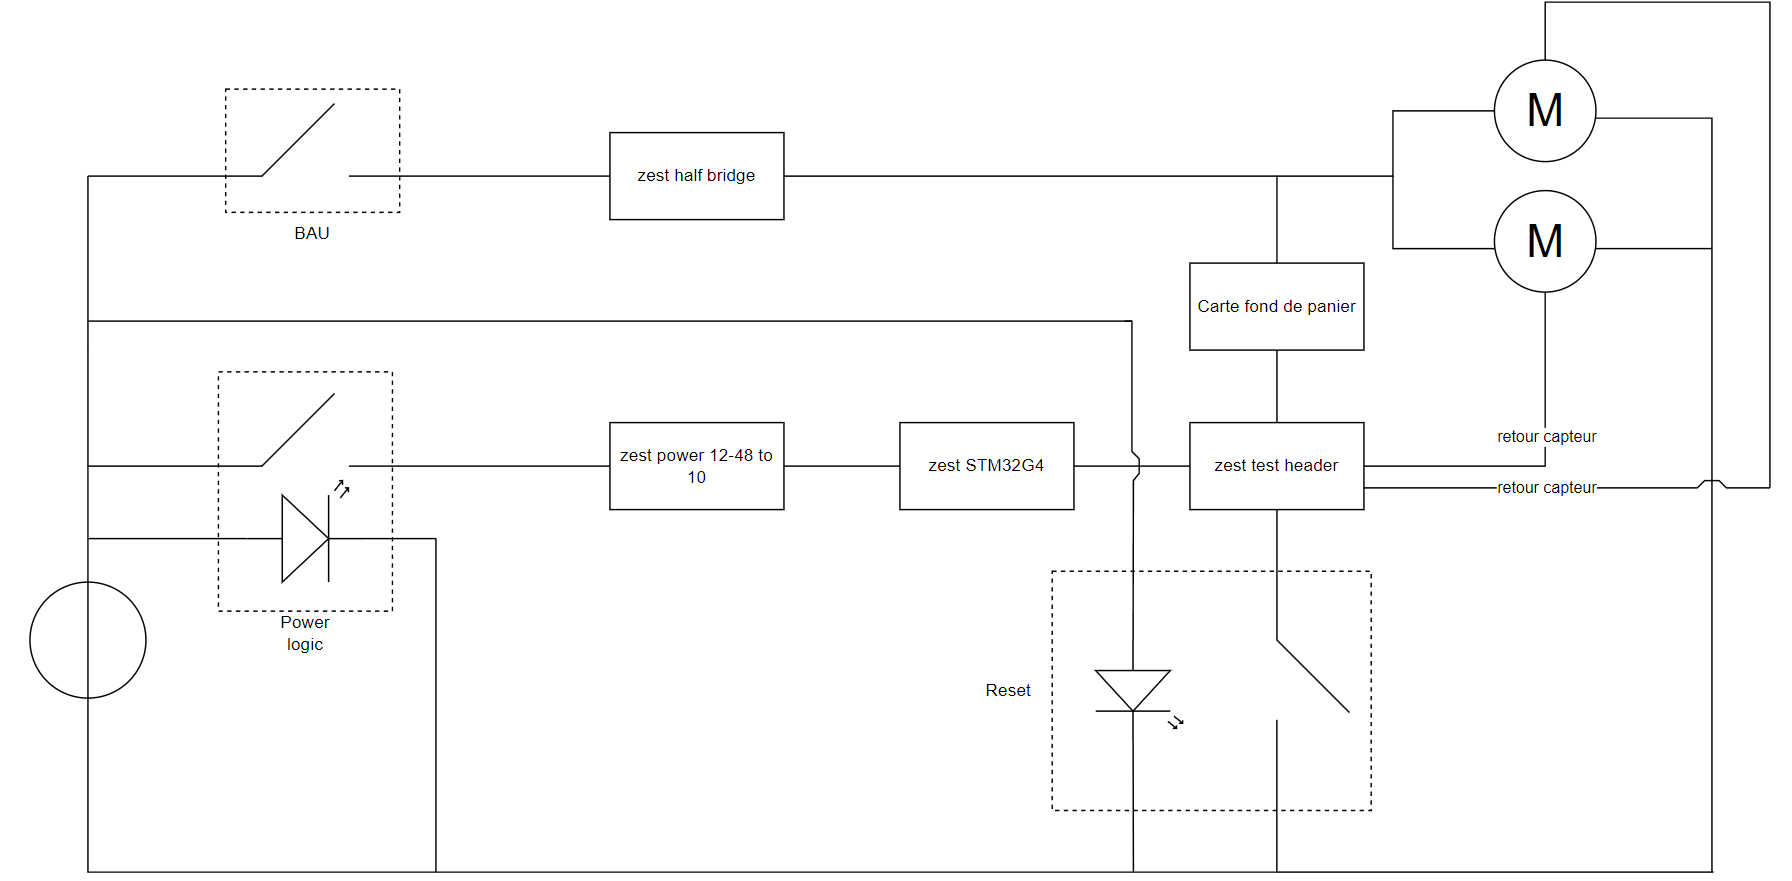 M
zest half bridge
BAU
M
Carte fond de panier
retour capteur
zest power 12-48 to
10
zest STM32G4
zest test header
retour capteur
Power
logic
Reset